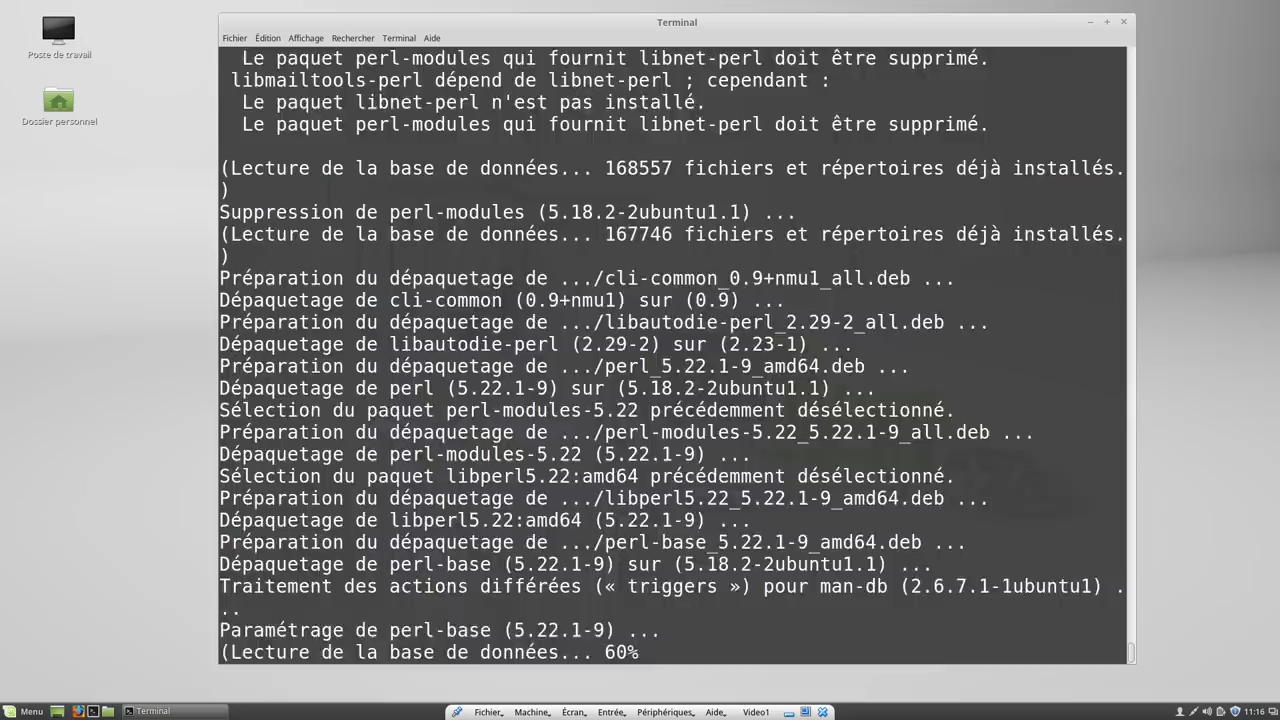 Poste de travail
Dossier personnel
Terminal
Fichier Édition Affichage Rechercher Terminal Aide
Le paquet perl-modules qui fournit libnet-perl doit être supprimé.
libmailtools-perl dépend de libnet-perl ; cependant :
Le paquet libnet-perl n'est pas installé.
Le paquet perl-modules qui fournit libnet-perl doit être supprimé.
(Lecture de la base de données... 168557 fichiers et répertoires déjà installés.
)
Suppression de perl-modules (5.18.2-2ubuntu1.1) ...
(Lecture de la base de données... 167746 fichiers et répertoires déjà installés.
)
Préparation du dépaquetage de .../cli-common_0.9+nmu1_all.deb ...
Dépaquetage de cli-common (0.9+nmu1) sur (0.9) ...
Préparation du dépaquetage de .../libautodie-perl_2.29-2_all.deb ...
Dépaquetage de libautodie-perl (2.29-2) sur (2.23-1) ...
Préparation du dépaquetage de .../perl_5.22.1-9_amd64.deb ...
Dépaquetage de perl (5.22.1-9) sur (5.18.2-2ubuntu1.1) ...
Sélection du paquet perl-modules-5.22 précédemment désélectionné.
Préparation du dépaquetage de .../perl-modules-5.22_5.22.1-9_all.deb ...
Dépaquetage de perl-modules-5.22 (5.22.1-9) ...
Sélection du paquet libperl5.22:amd64 précédemment désélectionné.
Préparation du dépaquetage de .../libperl5.22_5.22.1-9_amd64.deb ...
Dépaquetage de libperl5.22:amd64 (5.22.1-9) ...
Préparation du dépaquetage de .../perl-base_5.22.1-9_amd64.deb ...
Dépaquetage de perl-base (5.22.1-9) sur (5.18.2-2ubuntu1.1) ...
Traitement des actions différées (« triggers ») pour man-db (2.6.7.1-1ubuntu1) .
..
Paramétrage de perl-base (5.22.1-9) ...
(Lecture de la base de données... 60%
Menu Terminal Fichier Machine Écran Entrée Périphériques Aide Video1 11:16